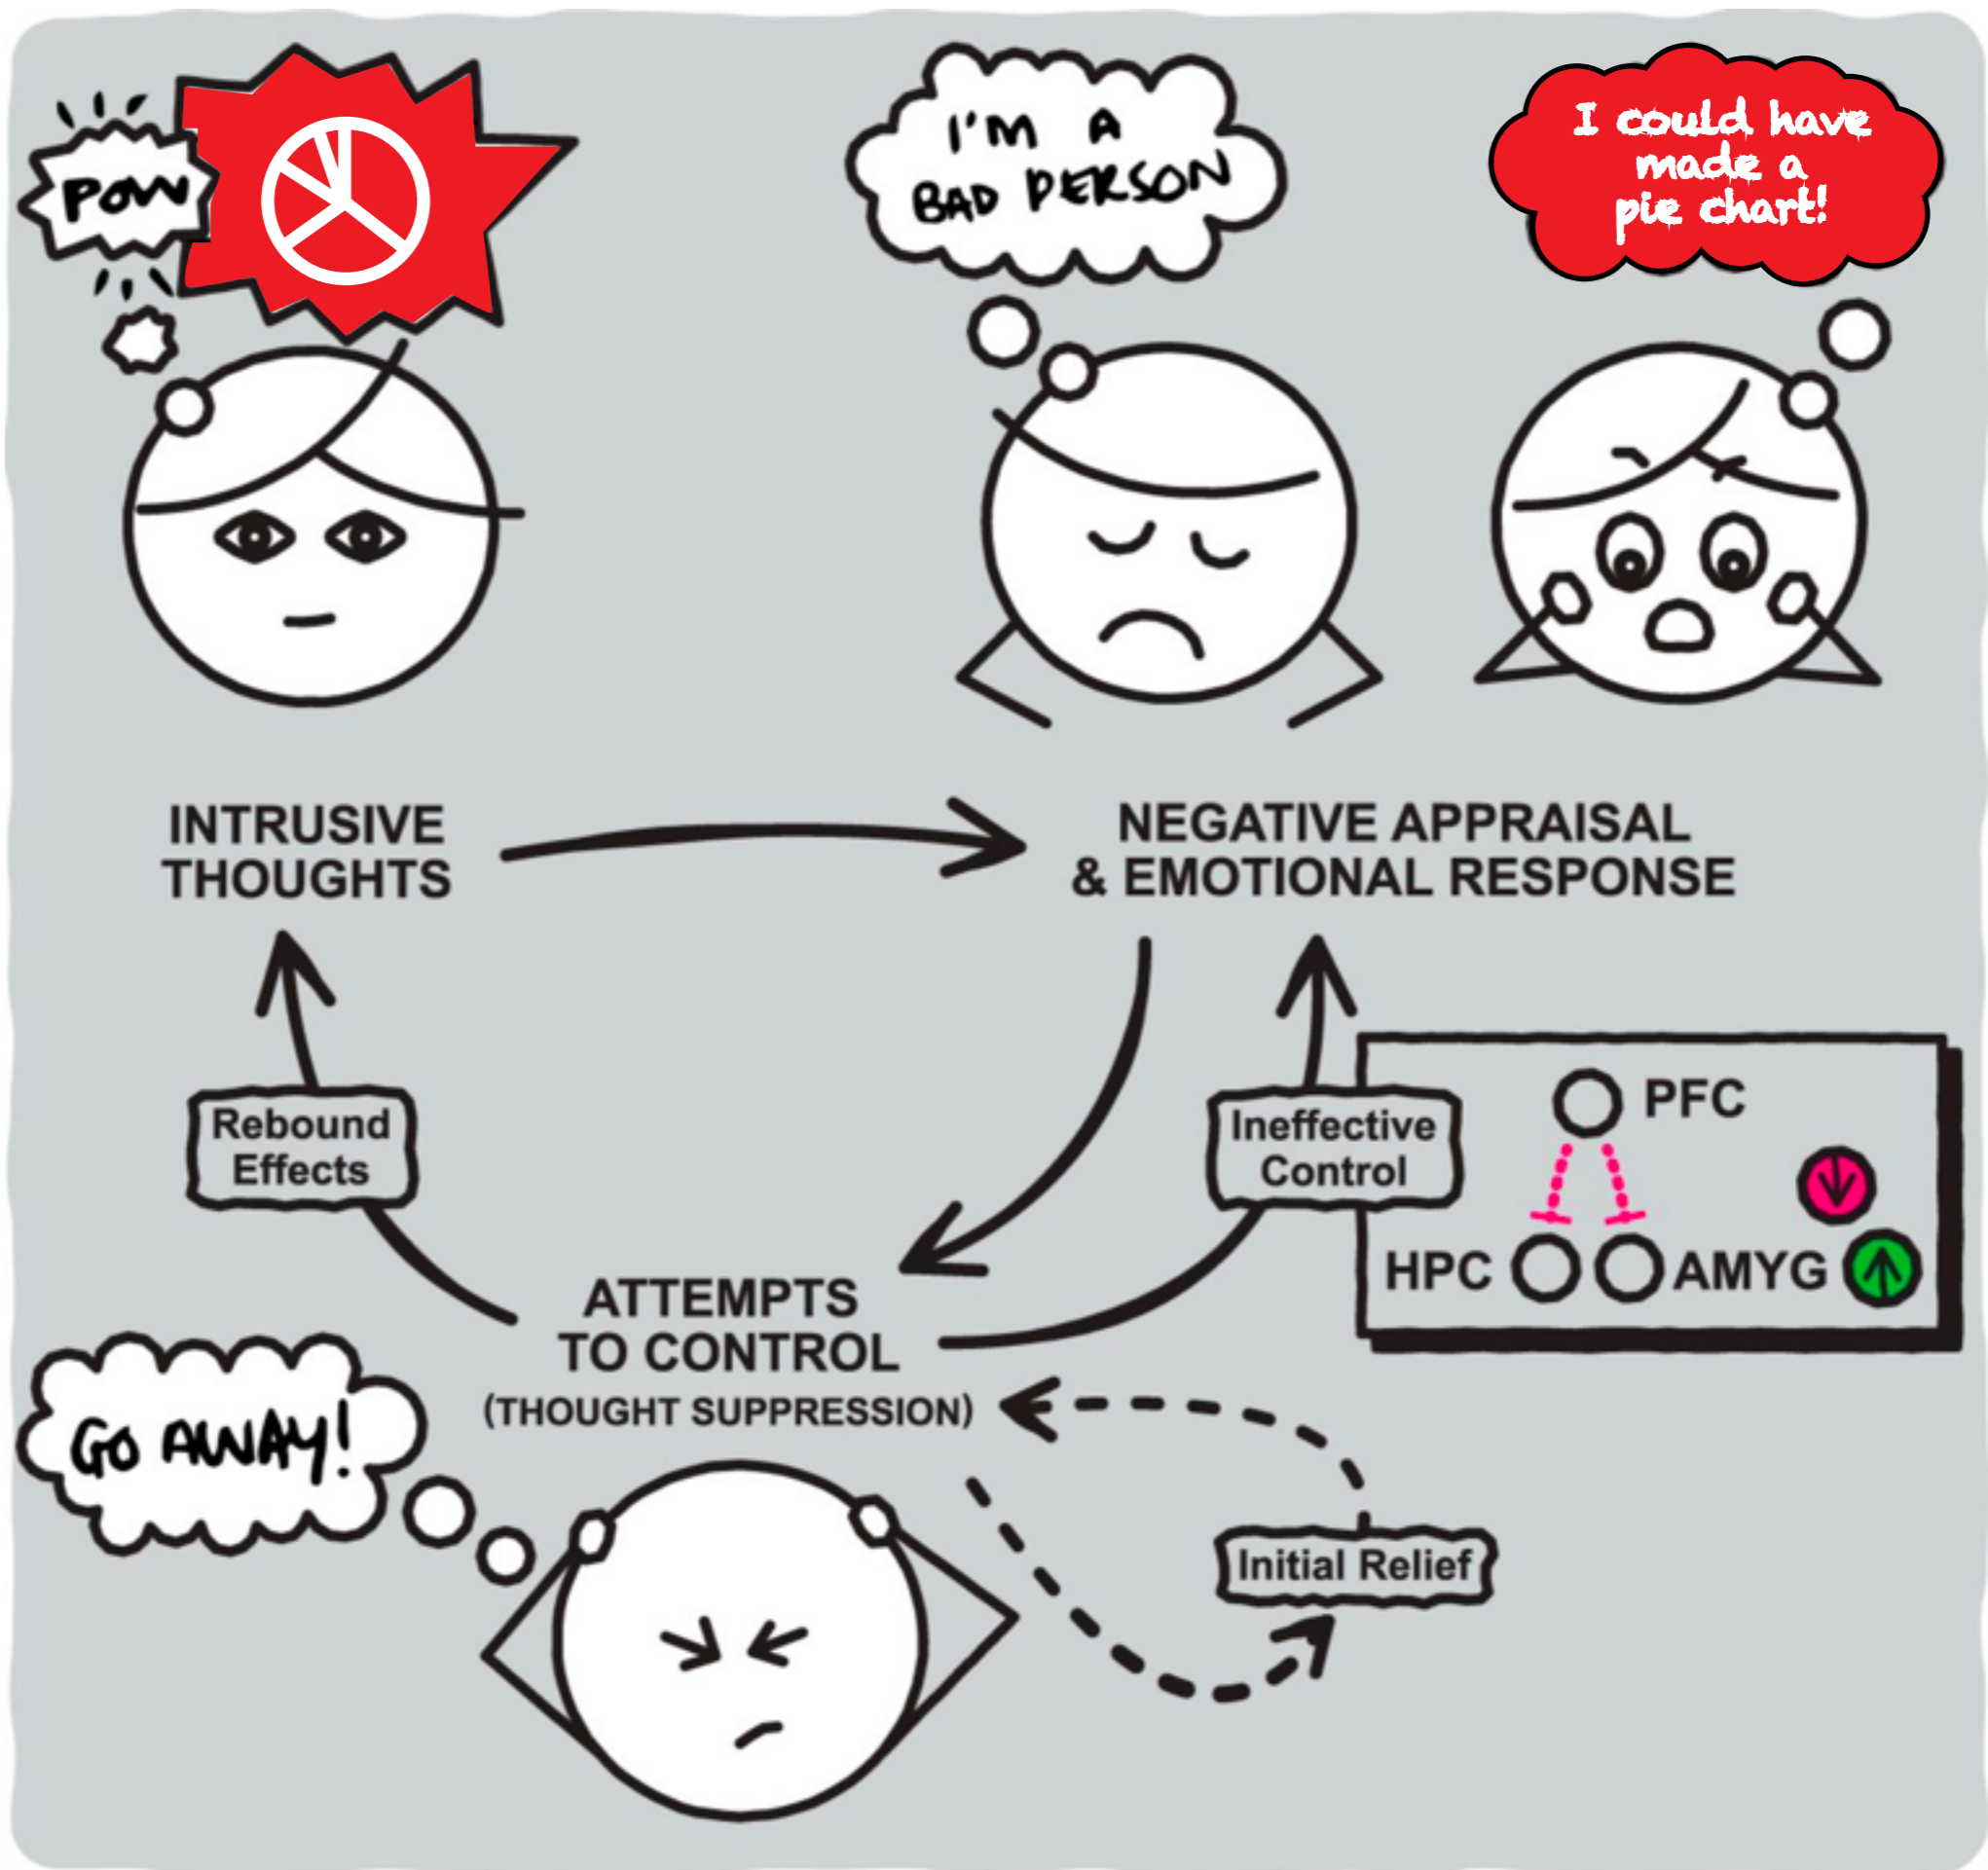 POW
I'M A
BAD PERSON
I could have
made a
pie chart!
INTRUSIVE
THOUGHTS
NEGATIVE APPRAISAL
& EMOTIONAL RESPONSE
Rebound
Effects
Ineffective
Control
PFC
HPC
AMYG
ATTEMPTS
TO CONTROL
(THOUGHT SUPPRESSION)
GO AWAY!
Initial Relief